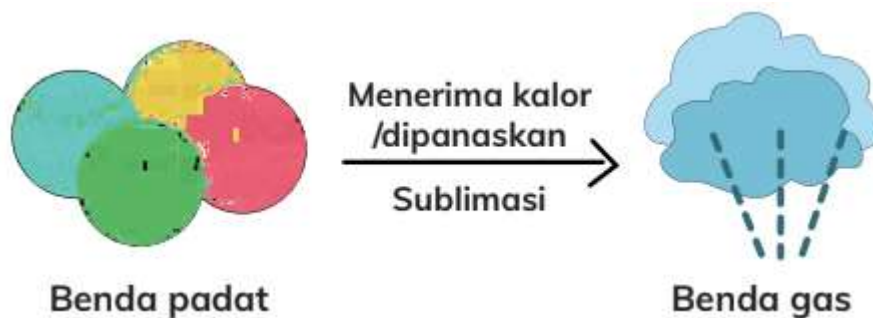 Menerima kalor
/dipanaskan
Sublimasi
Benda padat
Benda gas